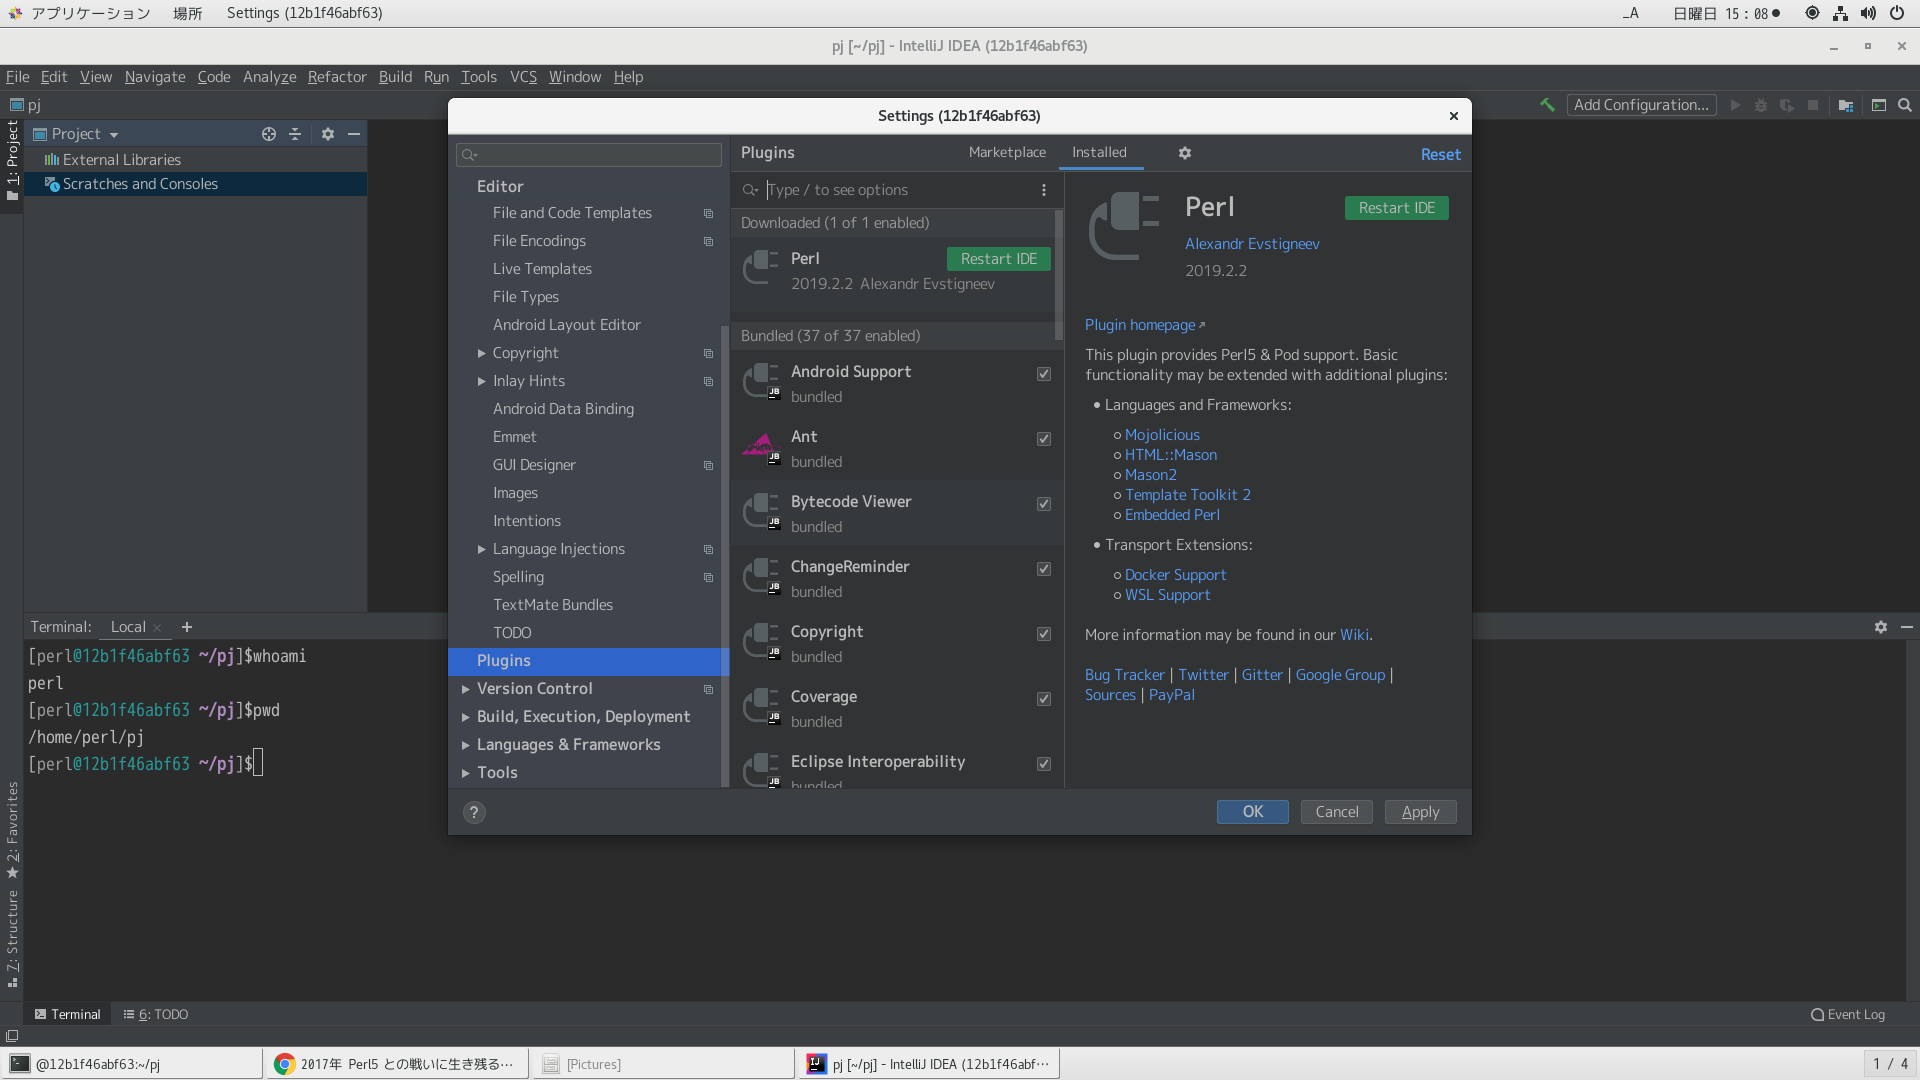 アプリケーション 場所 Settings (12b1f46abf63) _A 日曜日 15：08●
pj [~/pj] - IntelliJ IDEA (12b1f46abf63)
File Edit View Navigate Code Analyze Refactor Build Run Tools VCS Window Help
pj Add Configuration...
Settings (12b1f46abf63)
1: Project
Project
External Libraries
Scratches and Consoles
Editor
File and Code Templates
File Encodings
Live Templates
File Types
Android Layout Editor
Copyright
Inlay Hints
Android Data Binding
Emmet
GUI Designer
Images
Intentions
Language Injections
Spelling
TextMate Bundles
TODO
Plugins
Version Control
Build, Execution, Deployment
Languages & Frameworks
Tools
Plugins Marketplace Installed Reset
Type / to see options
Downloaded (1 of 1 enabled)
Perl Restart IDE
2019.2.2 Alexandr Evstigneev
Bundled (37 of 37 enabled)
Android Support
JB bundled
Ant
JB bundled
Bytecode Viewer
JB bundled
ChangeReminder
JB bundled
Copyright
JB bundled
Coverage
JB bundled
Eclipse Interoperability
JB bundled
Perl Restart IDE
Alexandr Evstigneev
2019.2.2
Plugin homepage
This plugin provides Perl5 & Pod support. Basic
functionality may be extended with additional plugins:
● Languages and Frameworks:
○ Mojolicious
○ HTML::Mason
○ Mason2
○ Template Toolkit 2
○ Embedded Perl
● Transport Extensions:
○ Docker Support
○ WSL Support
More information may be found in our Wiki.
Bug Tracker | Twitter | Gitter | Google Group |
Sources | PayPal
? OK Cancel Apply
Terminal: Local × +
[perl@12b1f46abf63 ~/pj]$whoami
perl
[perl@12b1f46abf63 ~/pj]$pwd
/home/perl/pj
[perl@12b1f46abf63 ~/pj]$
2: Favorites
7: Structure
Terminal 6: TODO Event Log
@12b1f46abf63:~/pj 2017年 Perl5 との戦いに生き残る… [Pictures] IJ pj [~/pj] - IntelliJ IDEA (12b1f46abf… 1 / 4